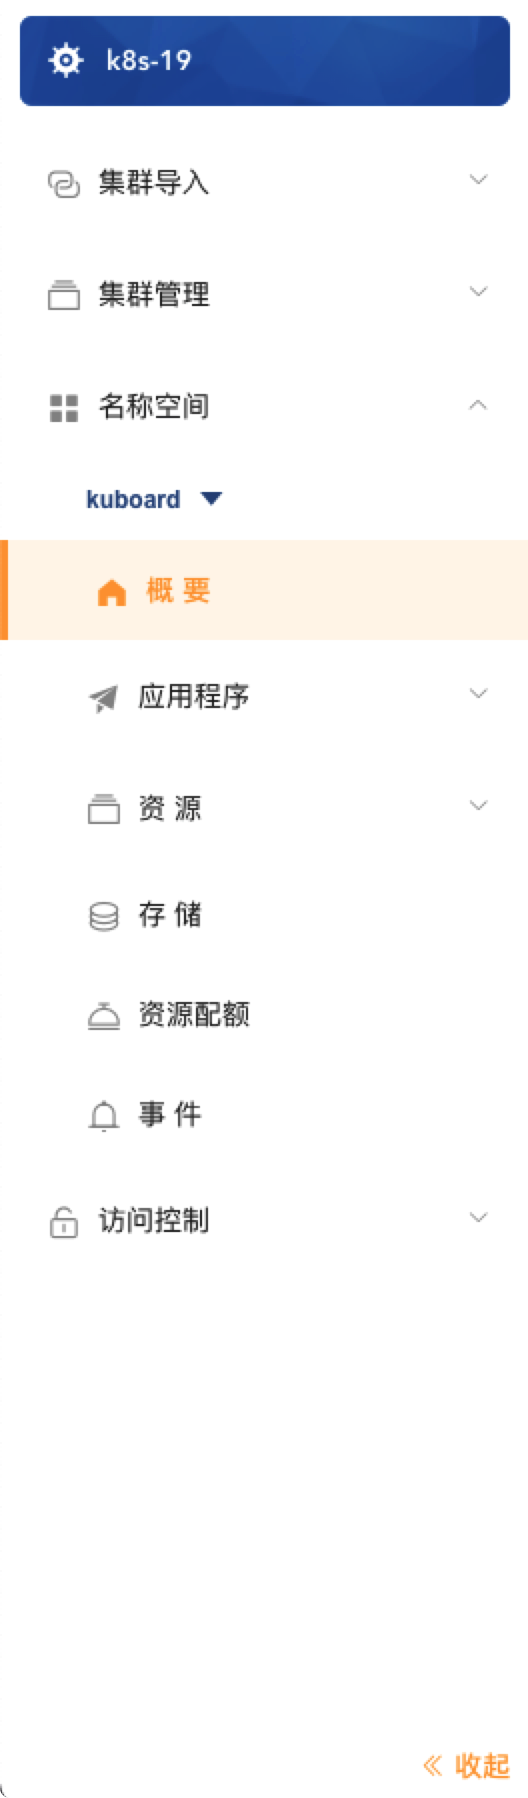 k8s-19
集群导入
集群管理
名称空间
kuboard
概 要
应用程序
资 源
存 储
资源配额
事 件
访问控制
收起